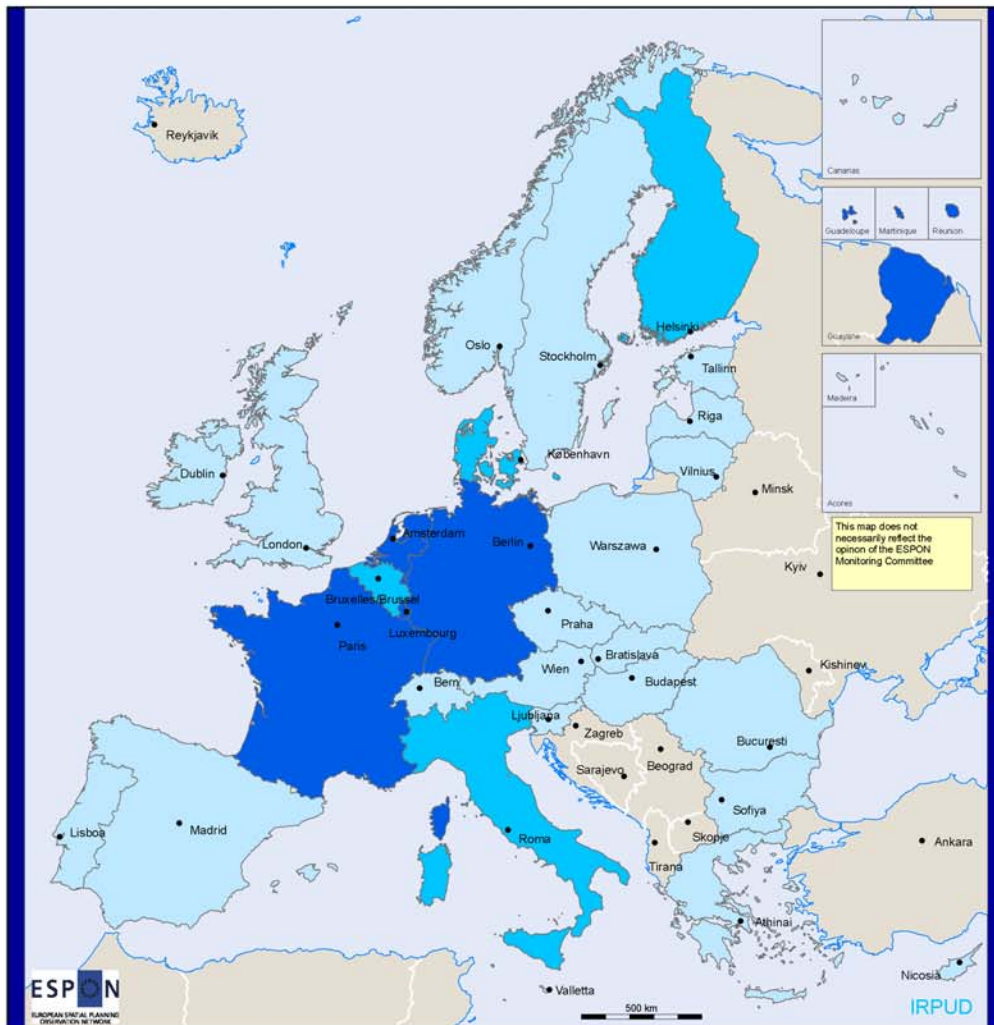 Reykjavik
Canarias
Guadeloupe
Martinique
Reunion
Guayane
Helsinki
Oslo
Stockholm
Tallinn
Madeira
Riga
København
Dublin
Vilnius
Minsk
Acores
This map does not
necessarily reflect the
opinon of the ESPON
Monitoring Committee
Amsterdam
London
Berlin
Warszawa
Kyiv
Bruxelles/Brussel
Praha
Luxembourg
Paris
Bratislava
Wien
Kishinev
Bern
Budapest
Ljubljana
Zagreb
Bucuresti
Beograd
Sarajevo
Sofiya
Lisboa
Madrid
Skopje
Roma
Ankara
Tirana
Athinai
Nicosia
Valletta
ESPON
EUROPEAN SPATIAL PLANNING
OBSERVATION NETWORK
500 km
IRPUD